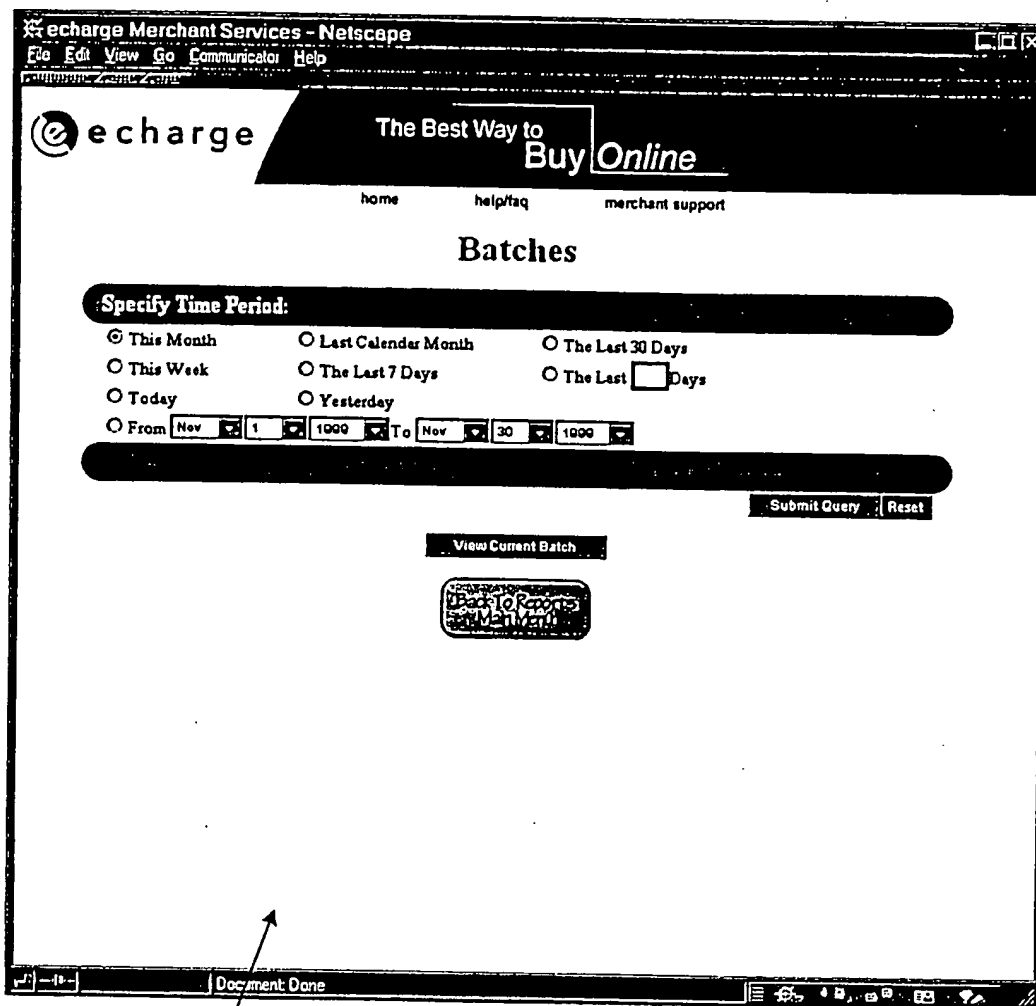 echarge Merchant Services - Netscape
File Edit View Go Communicator Help
echarge
The Best Way to
Buy Online
home help/faq merchant support
Batches
Specify Time Period:
This Month Last Calendar Month The Last 30 Days
This Week The Last 7 Days The Last Days
Today Yesterday
From Nov 1 1999 To Nov 30 1999
Submit Query Reset
View Current Batch
Back To Reports
Main Menu
Document: Done